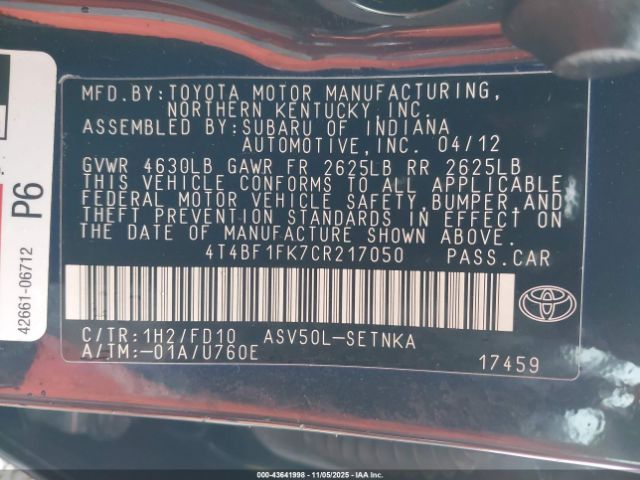 MFD.BY:TOYOTA MOTOR MANUFACTURING,
NORTHERN KENTUCKY,INC.
ASSEMBLED BY:SUBARU OF INDIANA
AUTOMOTIVE,INC. 04/12
GVWR 4630LB GAWR FR 2625LB RR 2625LB
THIS VEHICLE CONFORMS TO ALL APPLICABLE
FEDERAL MOTOR VEHICLE SAFETY,BUMPER,AND
THEFT PREVENTION STANDARDS IN EFFECT ON
THE DATE OF MANUFACTURE SHOWN ABOVE.
4T4BF1FK7CR217050 PASS.CAR
C/TR:1H2/FD10 ASV50L-SETNKA
A/TM:-01A/U760E 17459
P6
42661-06712
000-43641998 - 11/05/2025 - IAAI.COM